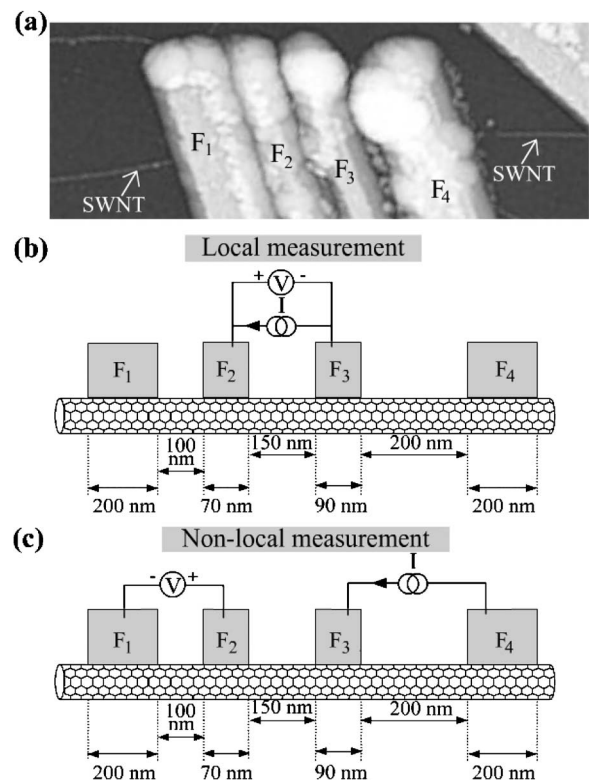 (a)
F1 F2 F3 F4
SWNT SWNT
(b)
Local measurement
+ V -
I
F1 F2 F3 F4
100 nm 150 nm 200 nm
200 nm 70 nm 90 nm 200 nm
(c)
Non-local measurement
I
- V +
F1 F2 F3 F4
100 nm 150 nm 200 nm
200 nm 70 nm 90 nm 200 nm